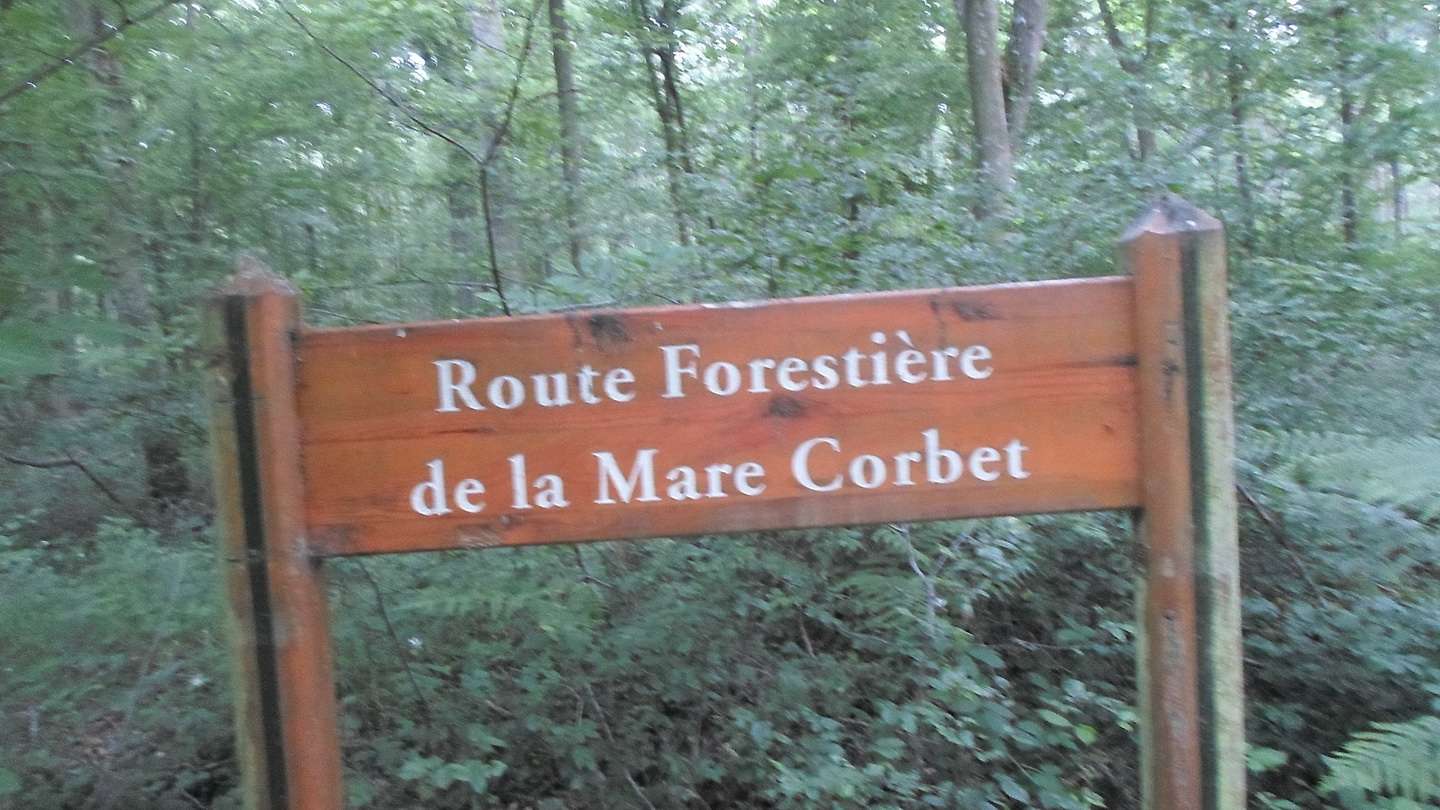 Route Forestière
de la Mare Corbet